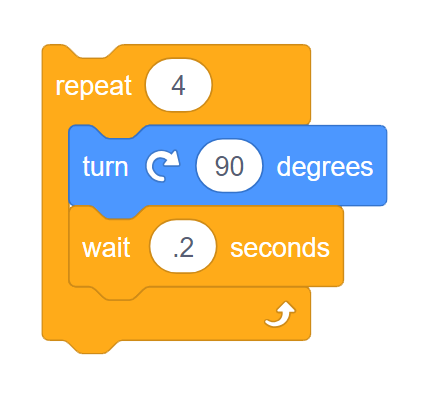 repeat 4
turn 90 degrees
wait .2 seconds